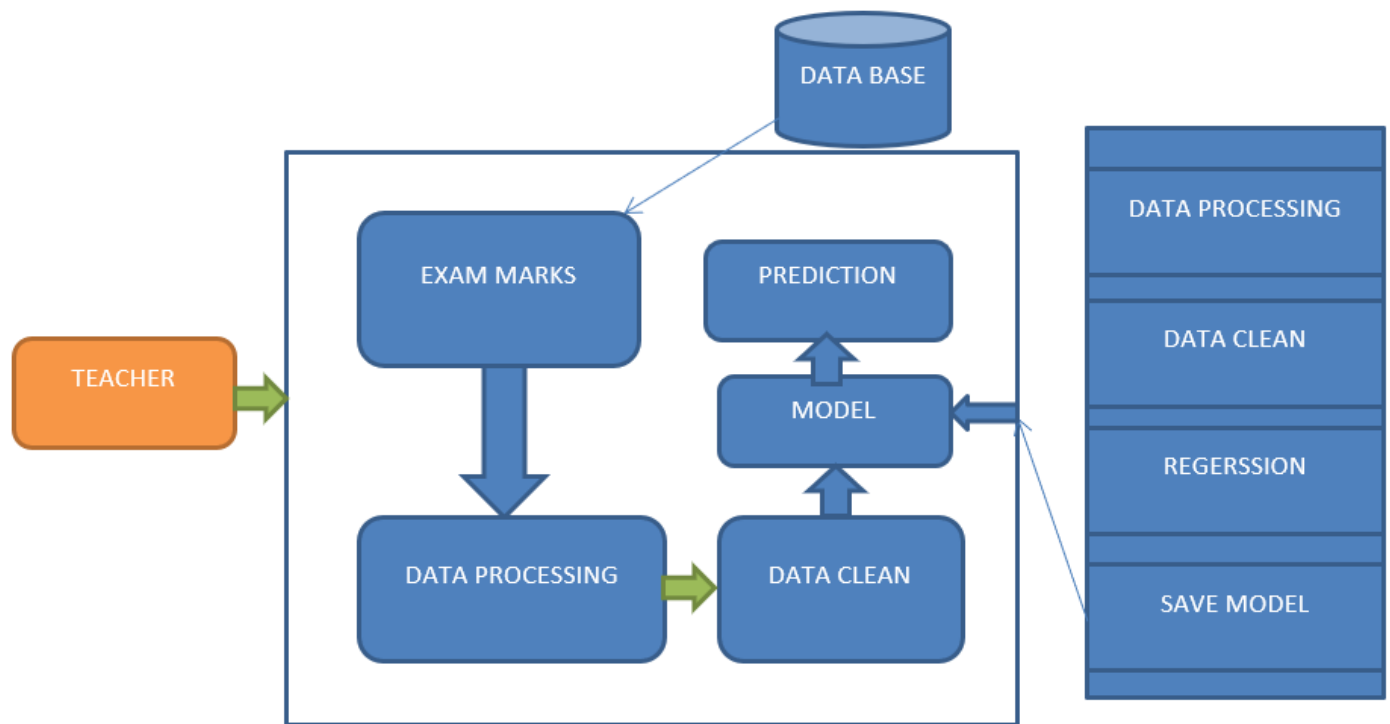 DATA BASE
EXAM MARKS
PREDICTION
TEACHER
MODEL
DATA PROCESSING
DATA CLEAN
DATA PROCESSING
DATA CLEAN
REGERSSION
SAVE MODEL